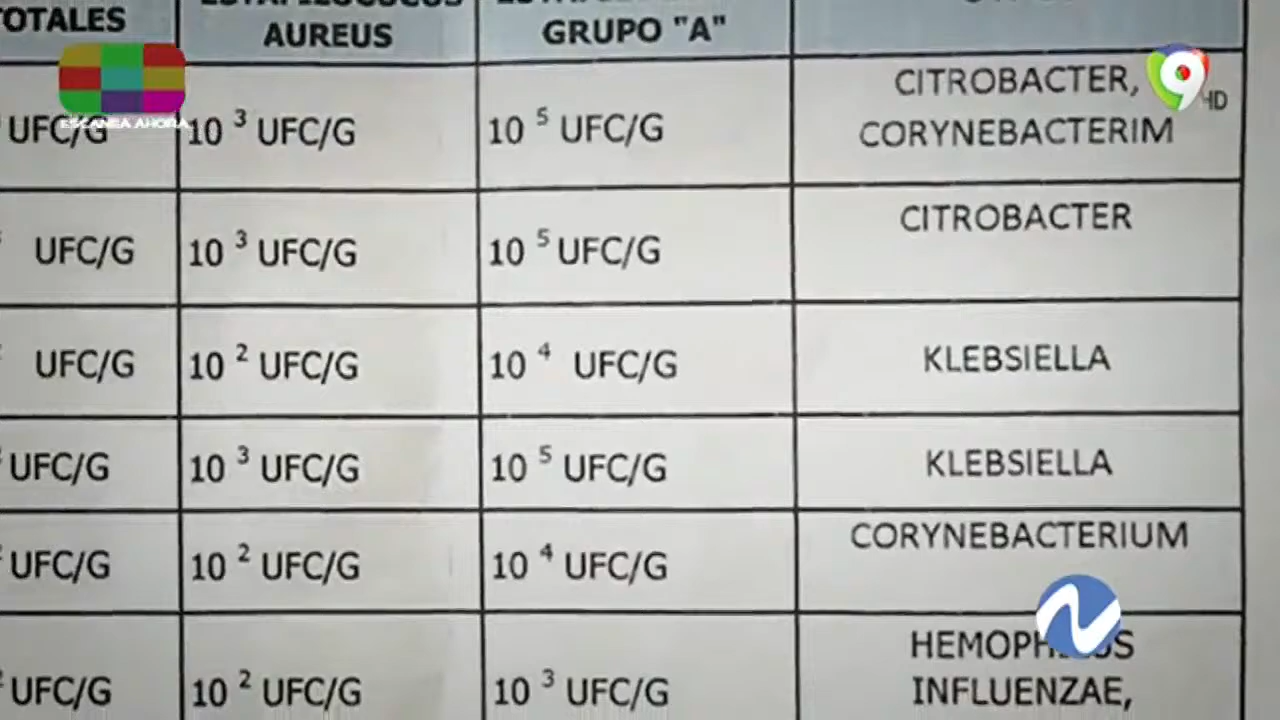 TOTALES
AUREUS
GRUPO "A"
ESCANEA AHORA
9 HD
UFC/G
10 3 UFC/G
10 5 UFC/G
CITROBACTER,
CORYNEBACTERIM
UFC/G
10 3 UFC/G
10 5 UFC/G
CITROBACTER
UFC/G
10 2 UFC/G
10 4 UFC/G
KLEBSIELLA
UFC/G
10 3 UFC/G
10 5 UFC/G
KLEBSIELLA
UFC/G
10 2 UFC/G
10 4 UFC/G
CORYNEBACTERIUM
UFC/G
10 2 UFC/G
10 3 UFC/G
INFLUENZAE,